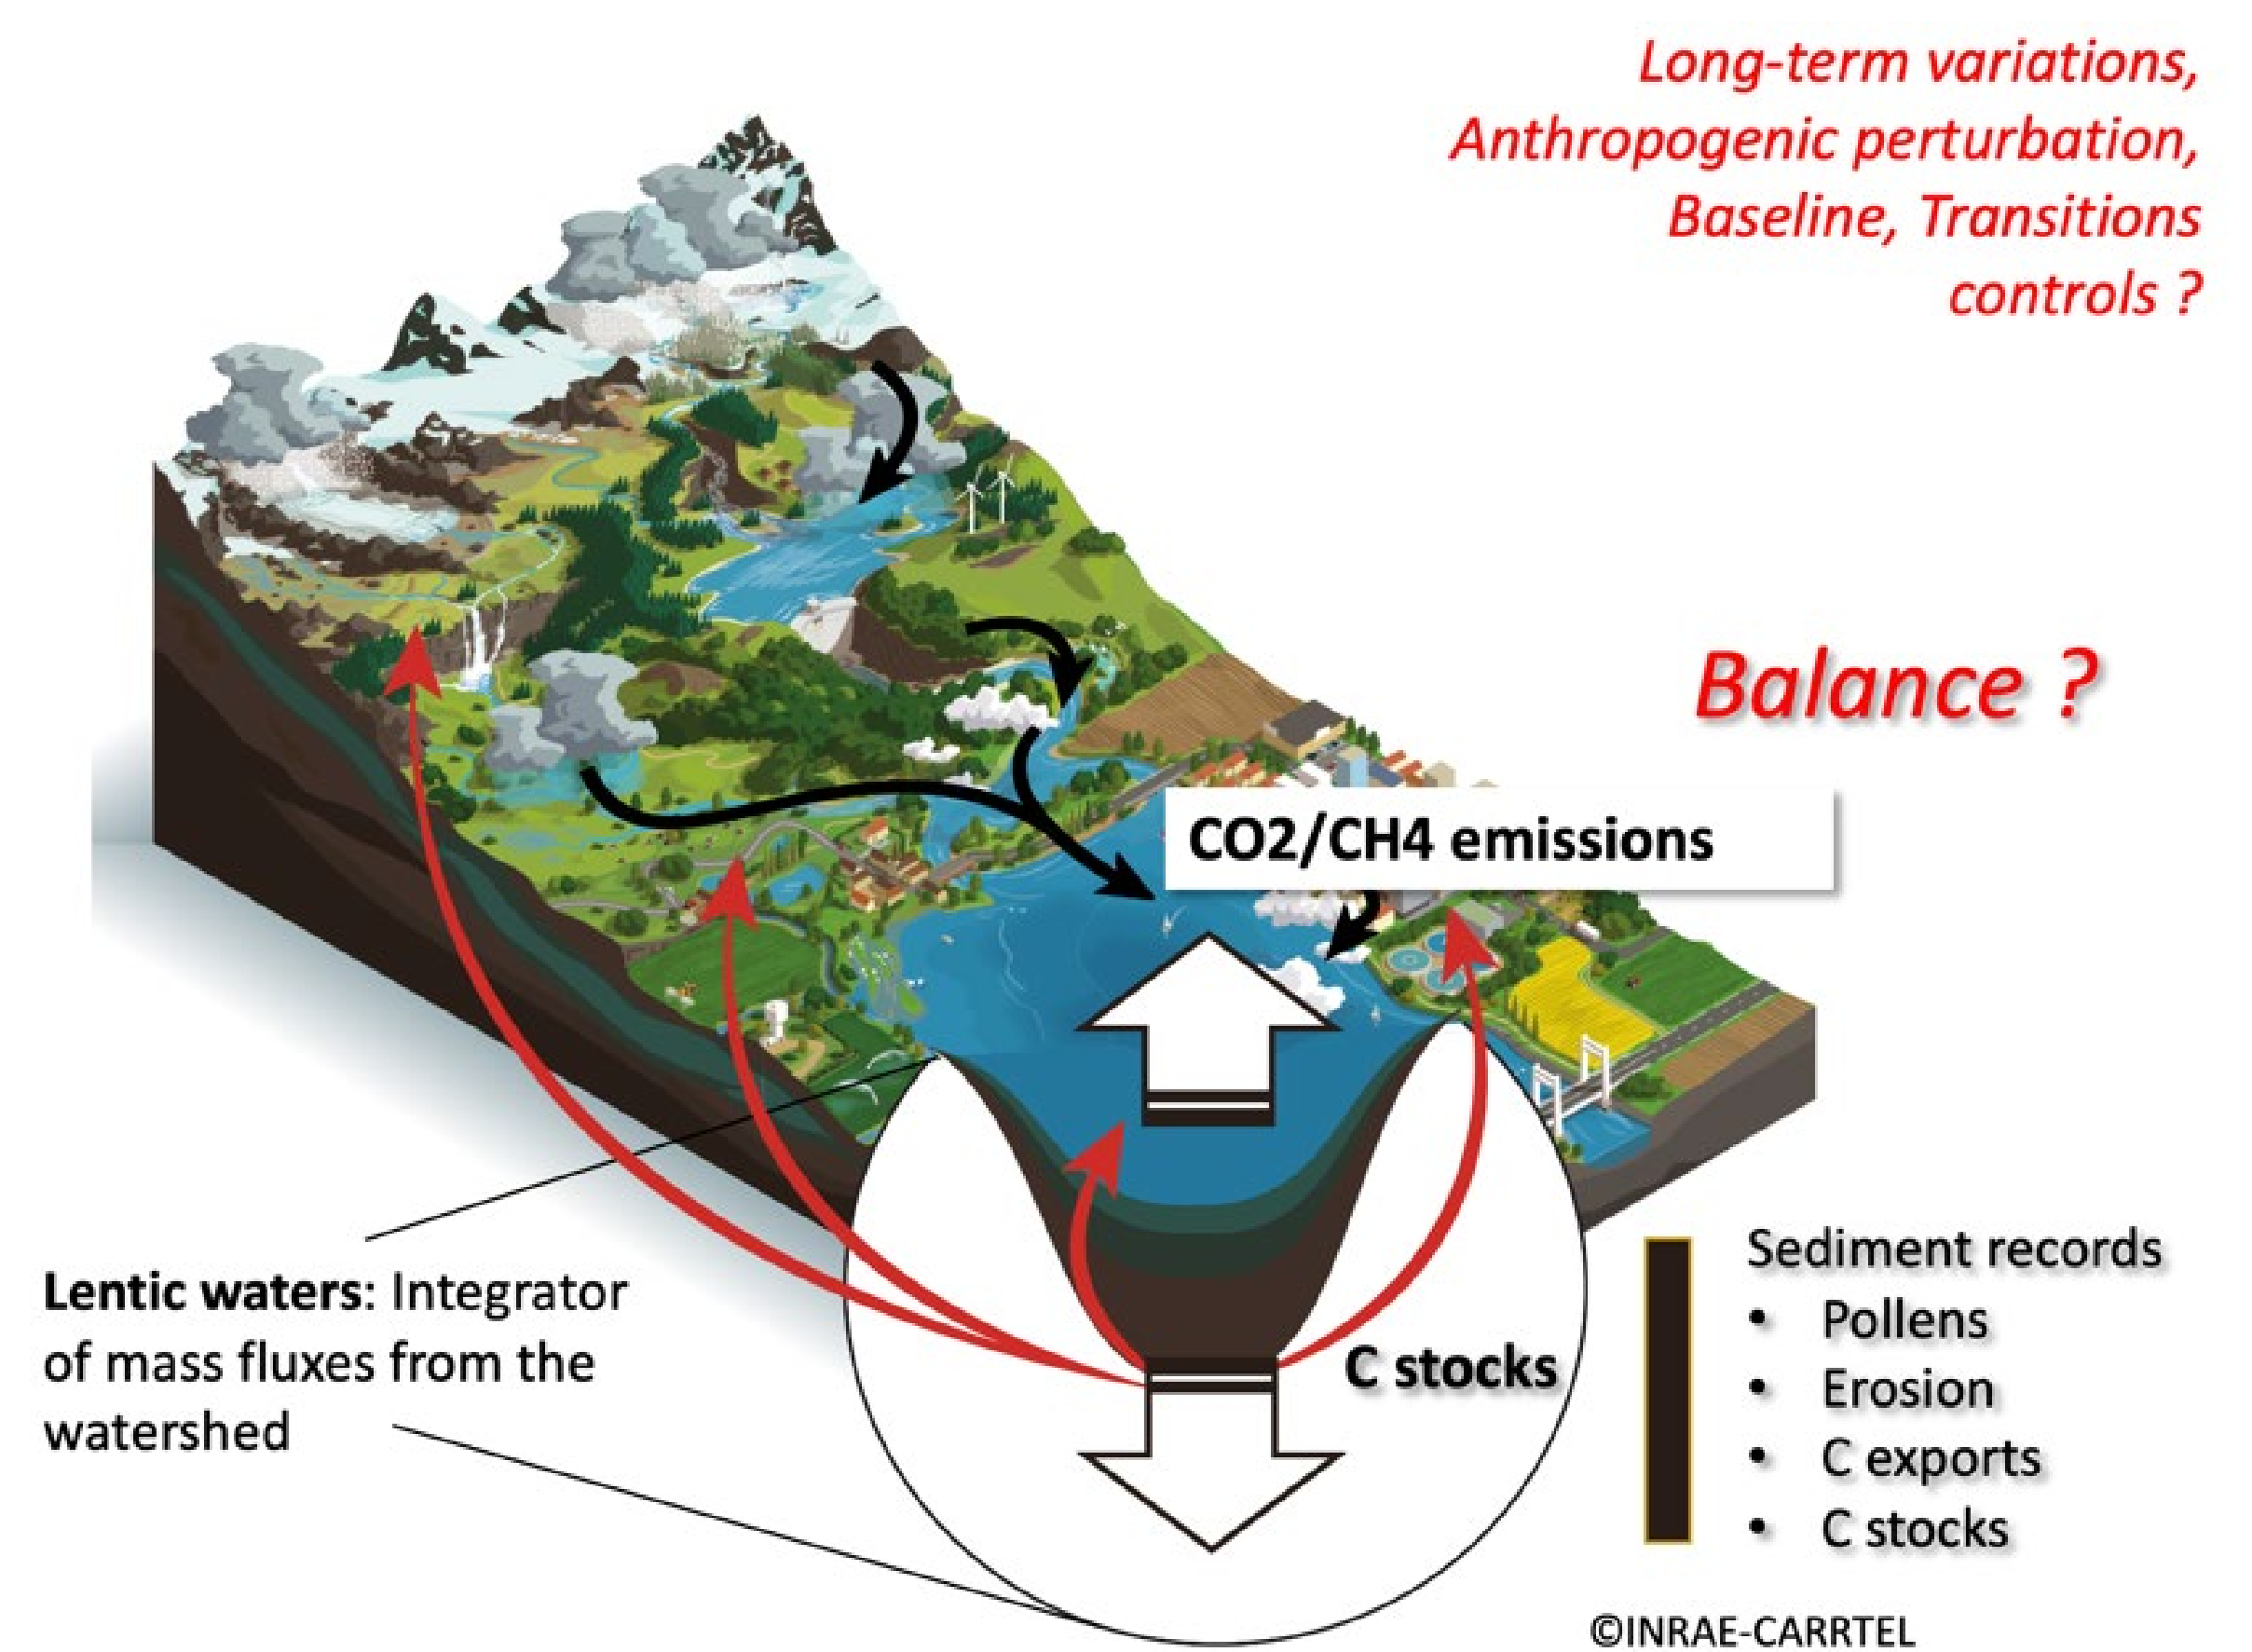 Long-term variations,
Anthropogenic perturbation,
Baseline, Transitions
controls ?
Balance ?
CO2/CH4 emissions
Lentic waters: Integrator
of mass fluxes from the
watershed
C stocks
Sediment records
• Pollens
• Erosion
• C exports
• C stocks
©INRAE-CARRTEL